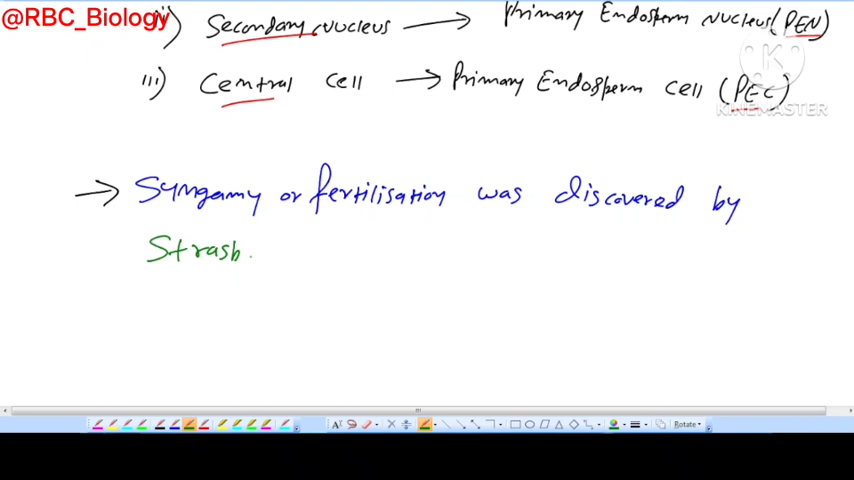 @RBC_Biology
ii) Secondary Nucleus → Primary Endosperm Nucleus (PEN)
iii) Central cell → Primary Endosperm cell (PEC)
KINEMASTER
→ Syngamy or fertilisation was discovered by
Strasb
Rotate